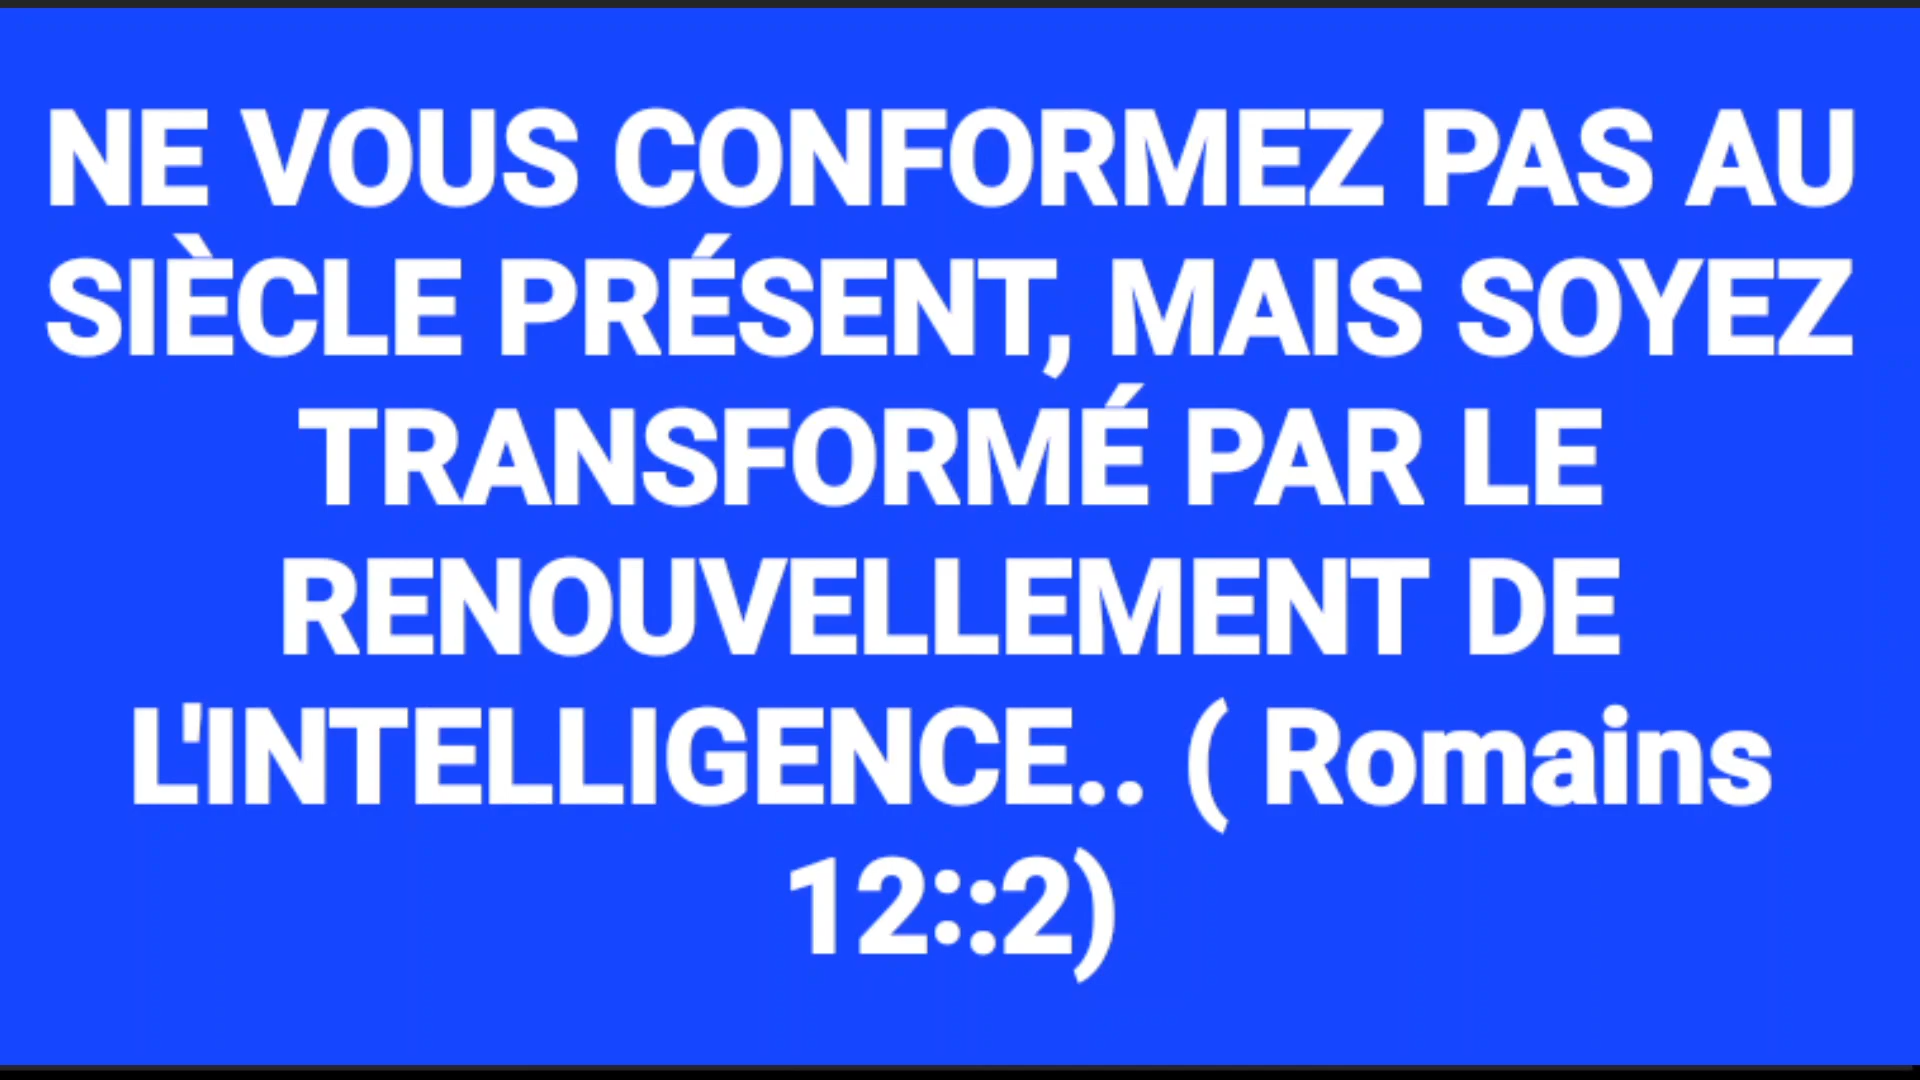 NE VOUS CONFORMEZ PAS AU
SIÈCLE PRÉSENT, MAIS SOYEZ
TRANSFORMÉ PAR LE
RENOUVELLEMENT DE
L'INTELLIGENCE.. ( Romains
12::2)